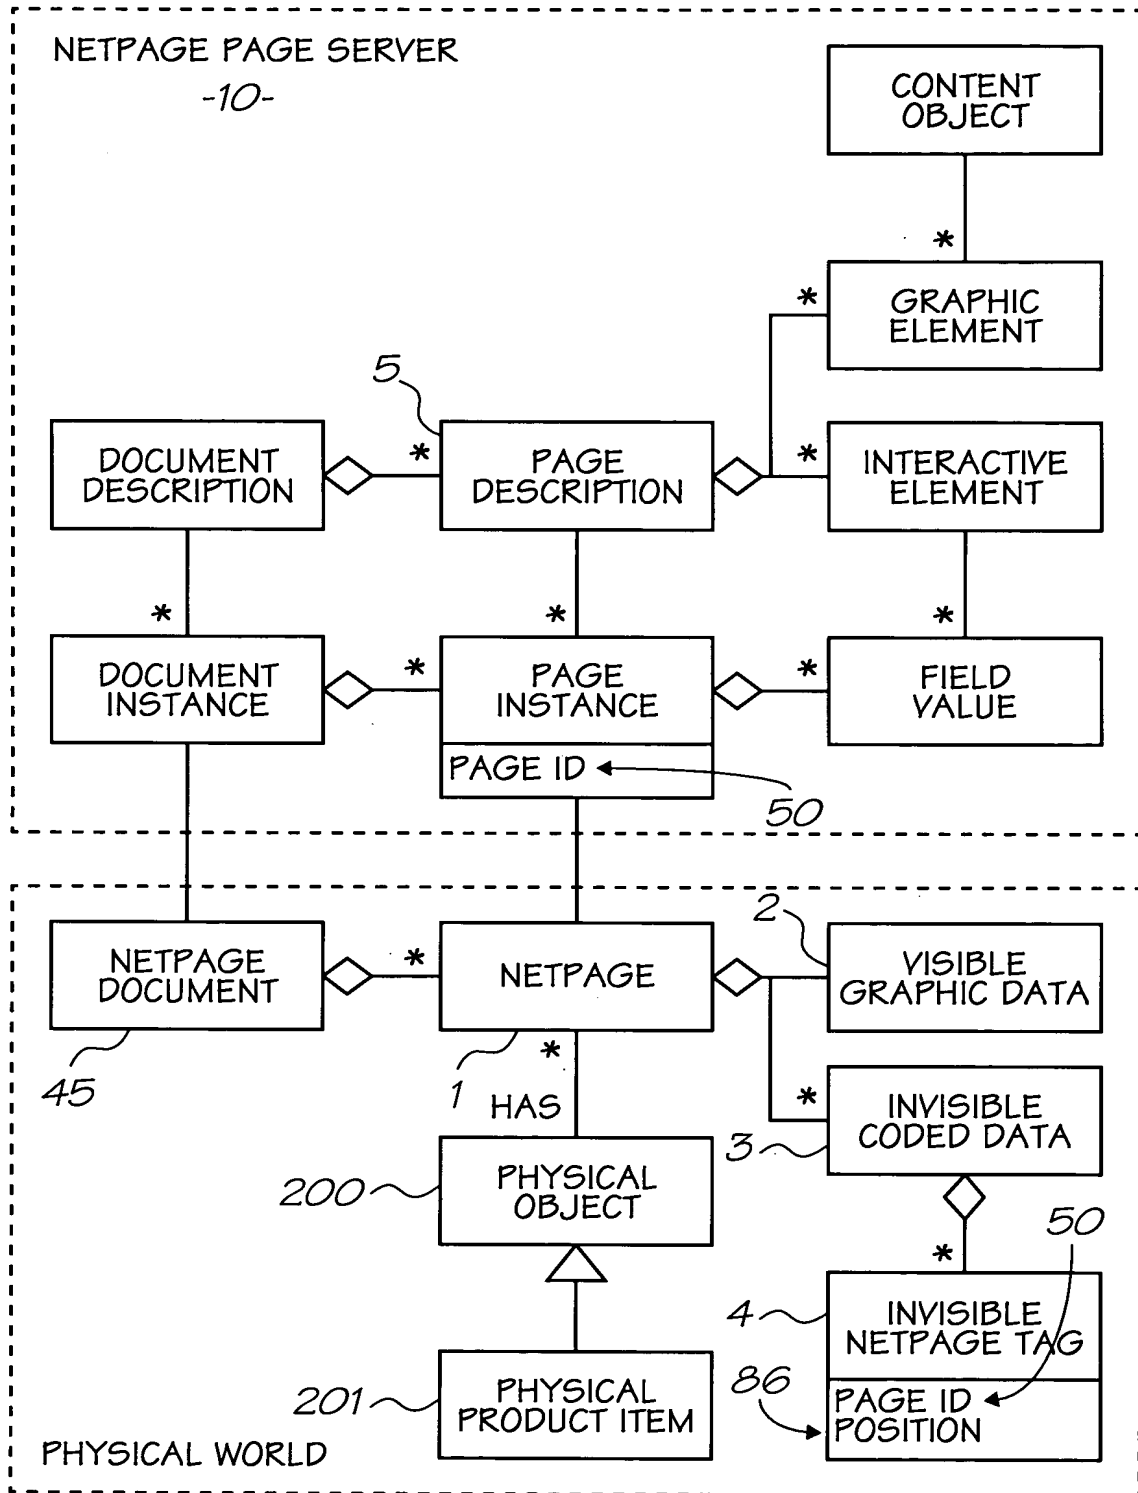 NETPAGE PAGE SERVER
-10-
CONTENT
OBJECT
*
*
GRAPHIC
ELEMENT
5
DOCUMENT
DESCRIPTION
*
PAGE
DESCRIPTION
*
INTERACTIVE
ELEMENT
*
*
*
DOCUMENT
INSTANCE
*
PAGE
INSTANCE
*
FIELD
VALUE
PAGE ID
50
2
NETPAGE
DOCUMENT
*
NETPAGE
VISIBLE
GRAPHIC DATA
45
1
*
HAS
*
INVISIBLE
CODED DATA
3
200
PHYSICAL
OBJECT
50
*
4
INVISIBLE
NETPAGE TAG
86
PAGE ID
POSITION
201
PHYSICAL
PRODUCT ITEM
PHYSICAL WORLD